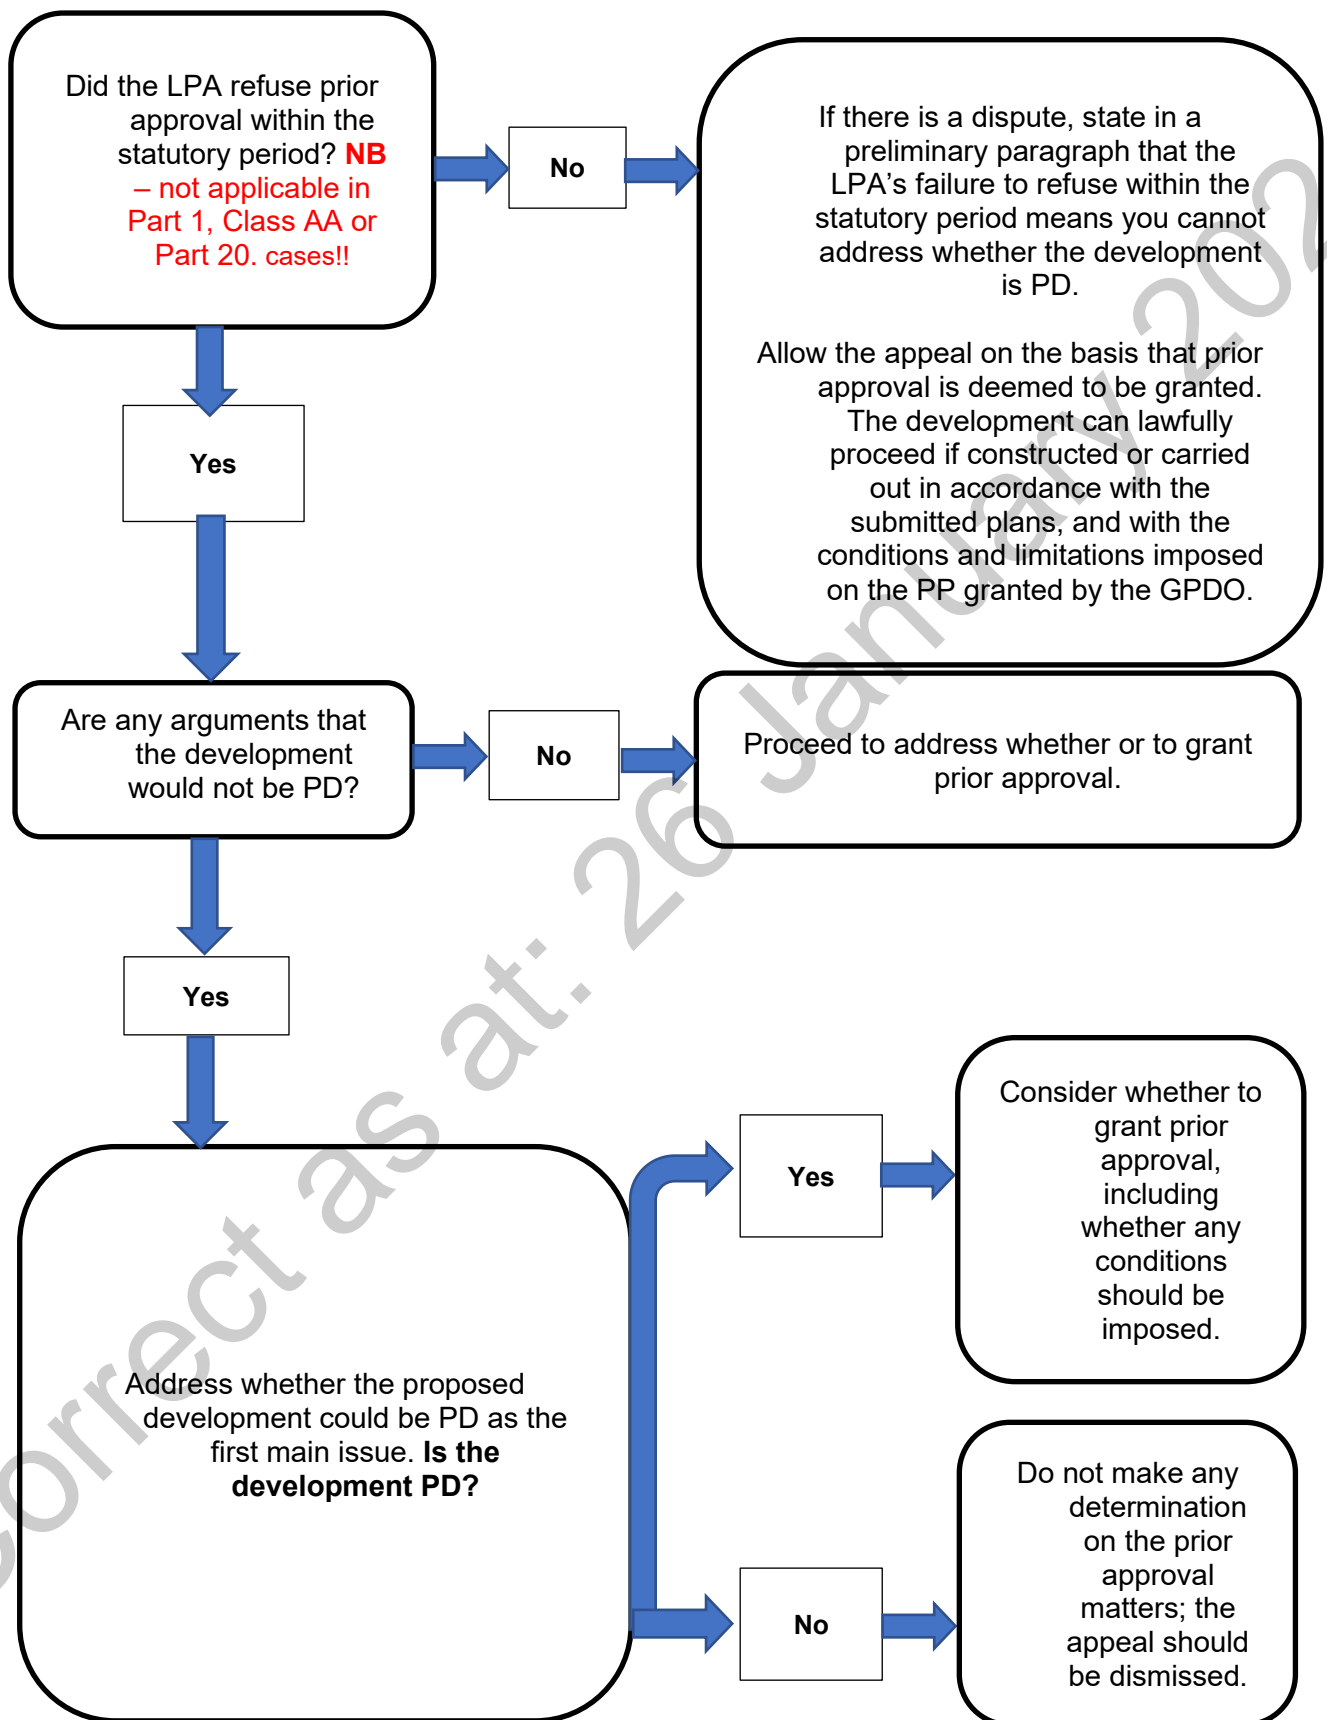 Did the LPA refuse prior
approval within the
statutory period? NB
– not applicable in
Part 1, Class AA or
Part 20. cases!!
No
If there is a dispute, state in a
preliminary paragraph that the
LPA's failure to refuse within the
statutory period means you cannot
address whether the development
is PD.
Allow the appeal on the basis that prior
approval is deemed to be granted.
The development can lawfully
proceed if constructed or carried
out in accordance with the
submitted plans, and with the
conditions and limitations imposed
on the PP granted by the GPDO.
Yes
Are any arguments that
the development
would not be PD?
No
Proceed to address whether or to grant
prior approval.
Yes
Address whether the proposed
development could be PD as the
first main issue. Is the
development PD?
Yes
Consider whether to
grant prior
approval,
including
whether any
conditions
should be
imposed.
No
Do not make any
determination
on the prior
approval
matters; the
appeal should
be dismissed.
orrect as at: 26 January 202